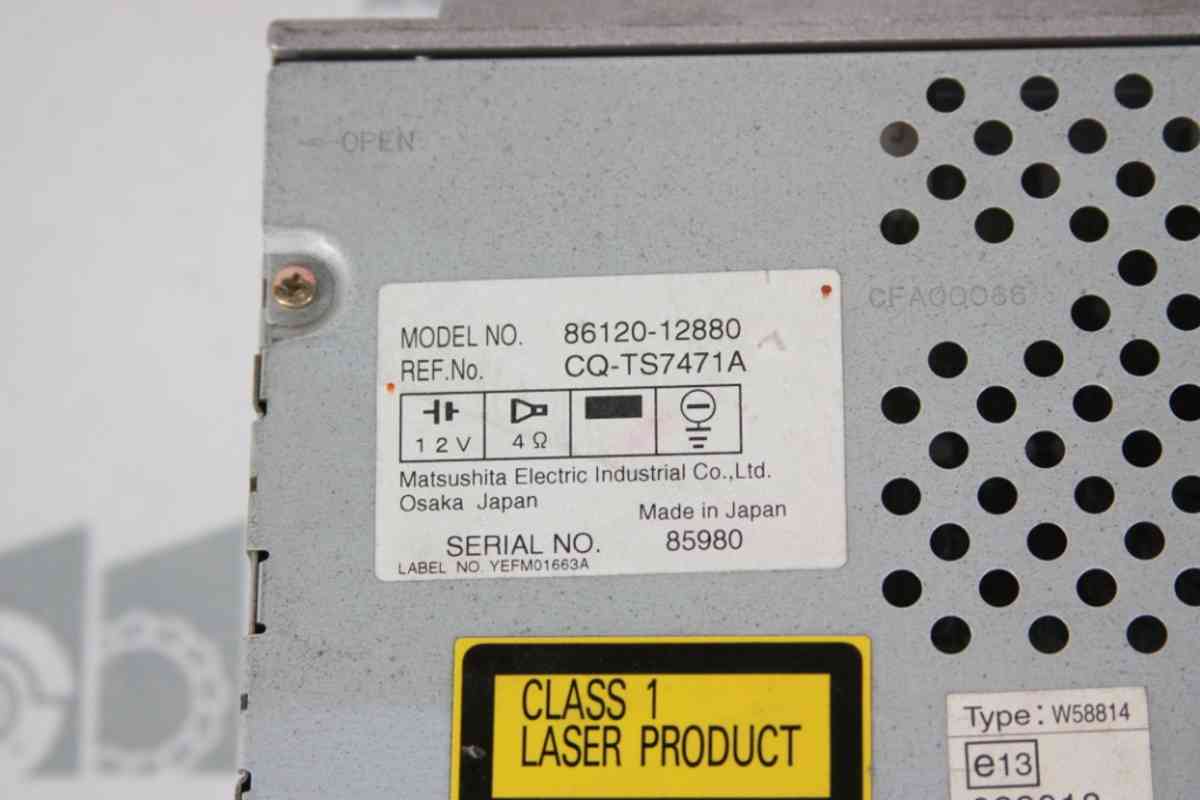 OPEN
CFA00066
MODEL NO. 86120-12880
REF.No. CQ-TS7471A
12V 4Ω
Matsushita Electric Industrial Co.,Ltd.
Osaka Japan
Made in Japan
SERIAL NO. 85980
LABEL NO. YEFM01663A
CLASS 1
LASER PRODUCT
Type: W58814
e13